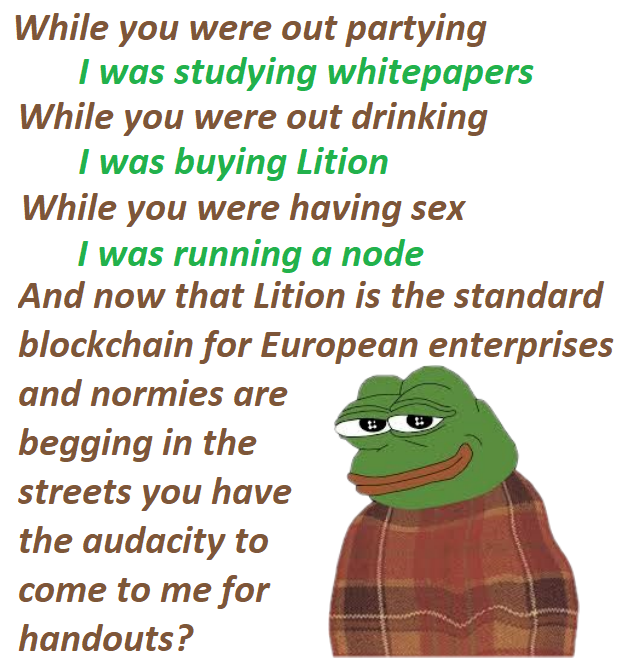 While you were out partying
I was studying whitepapers
While you were out drinking
I was buying Lition
While you were having sex
I was running a node
And now that Lition is the standard
blockchain for European enterprises
and normies are
begging in the
streets you have
the audacity to
come to me for
handouts?